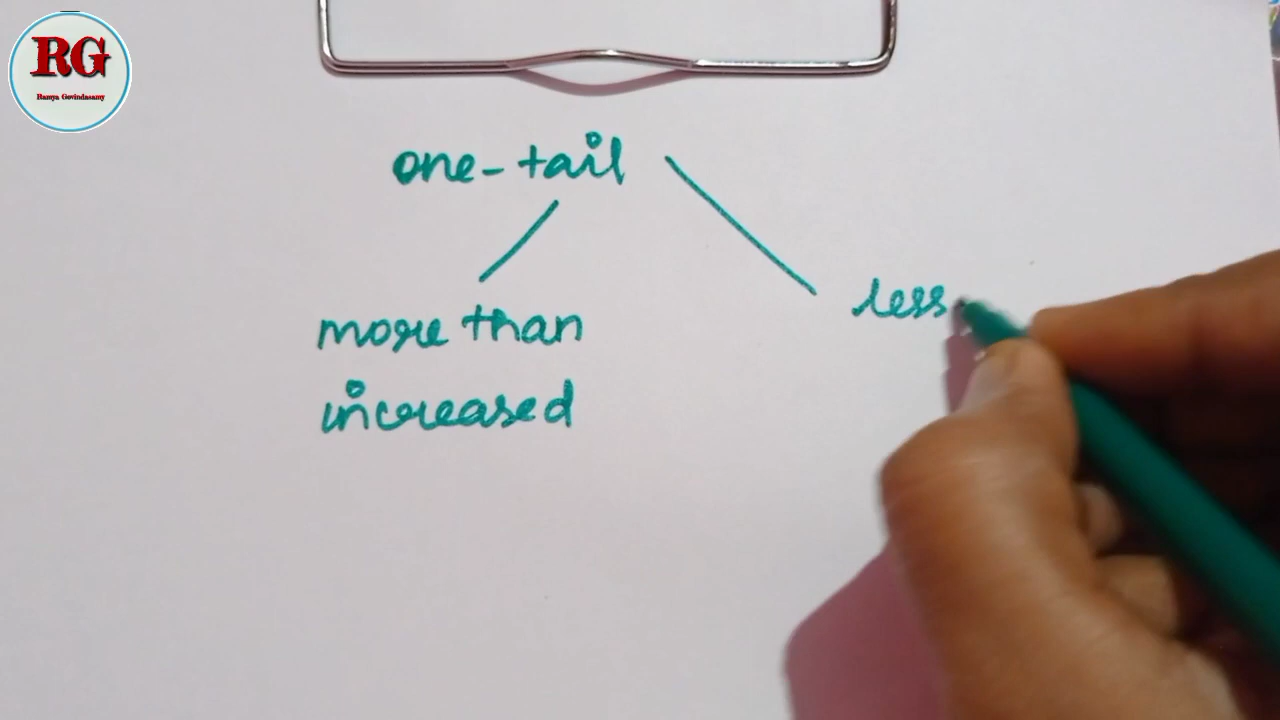 RG
Ramya Govindasamy
one-tail
more than
increased
less